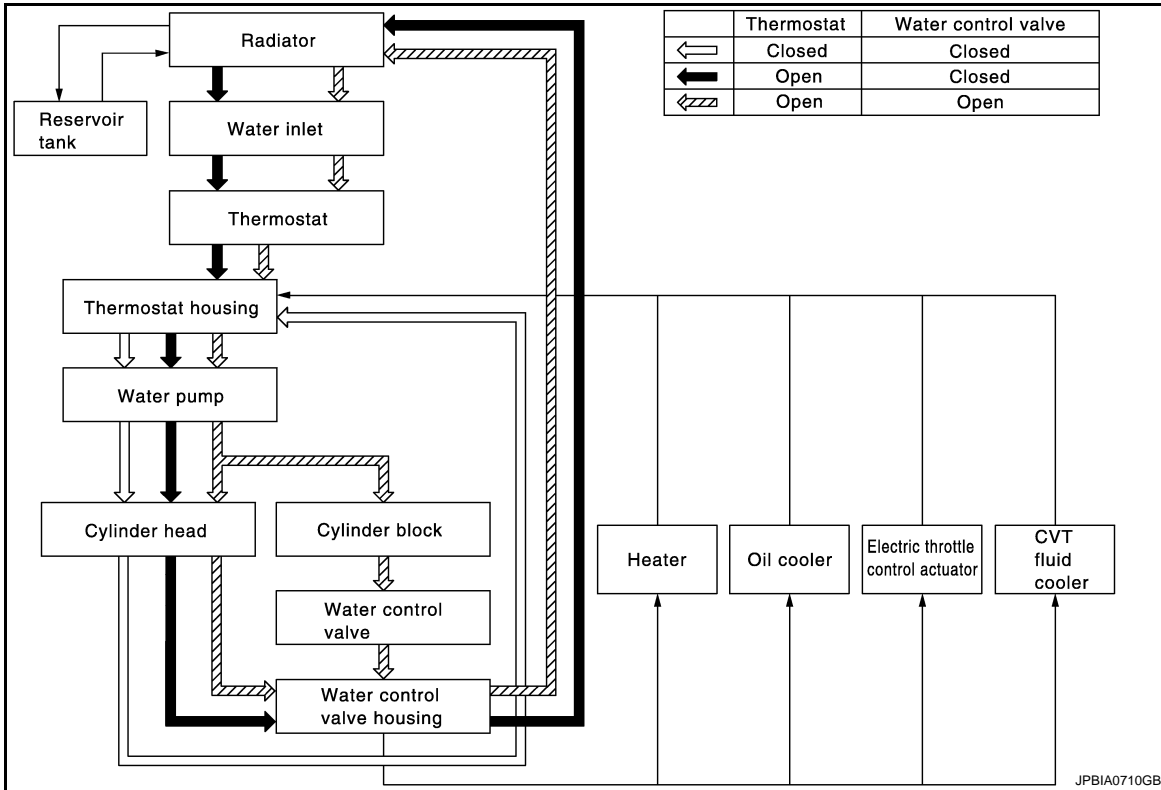 Thermostat Water control valve
Closed Closed
Open Closed
Open Open
Radiator
Reservoir
tank
Water inlet
Thermostat
Thermostat housing
Water pump
Cylinder head
Cylinder block
Water control
valve
Water control
valve housing
Heater
Oil cooler
Electric throttle
control actuator
CVT
fluid
cooler
JPBIA0710GB